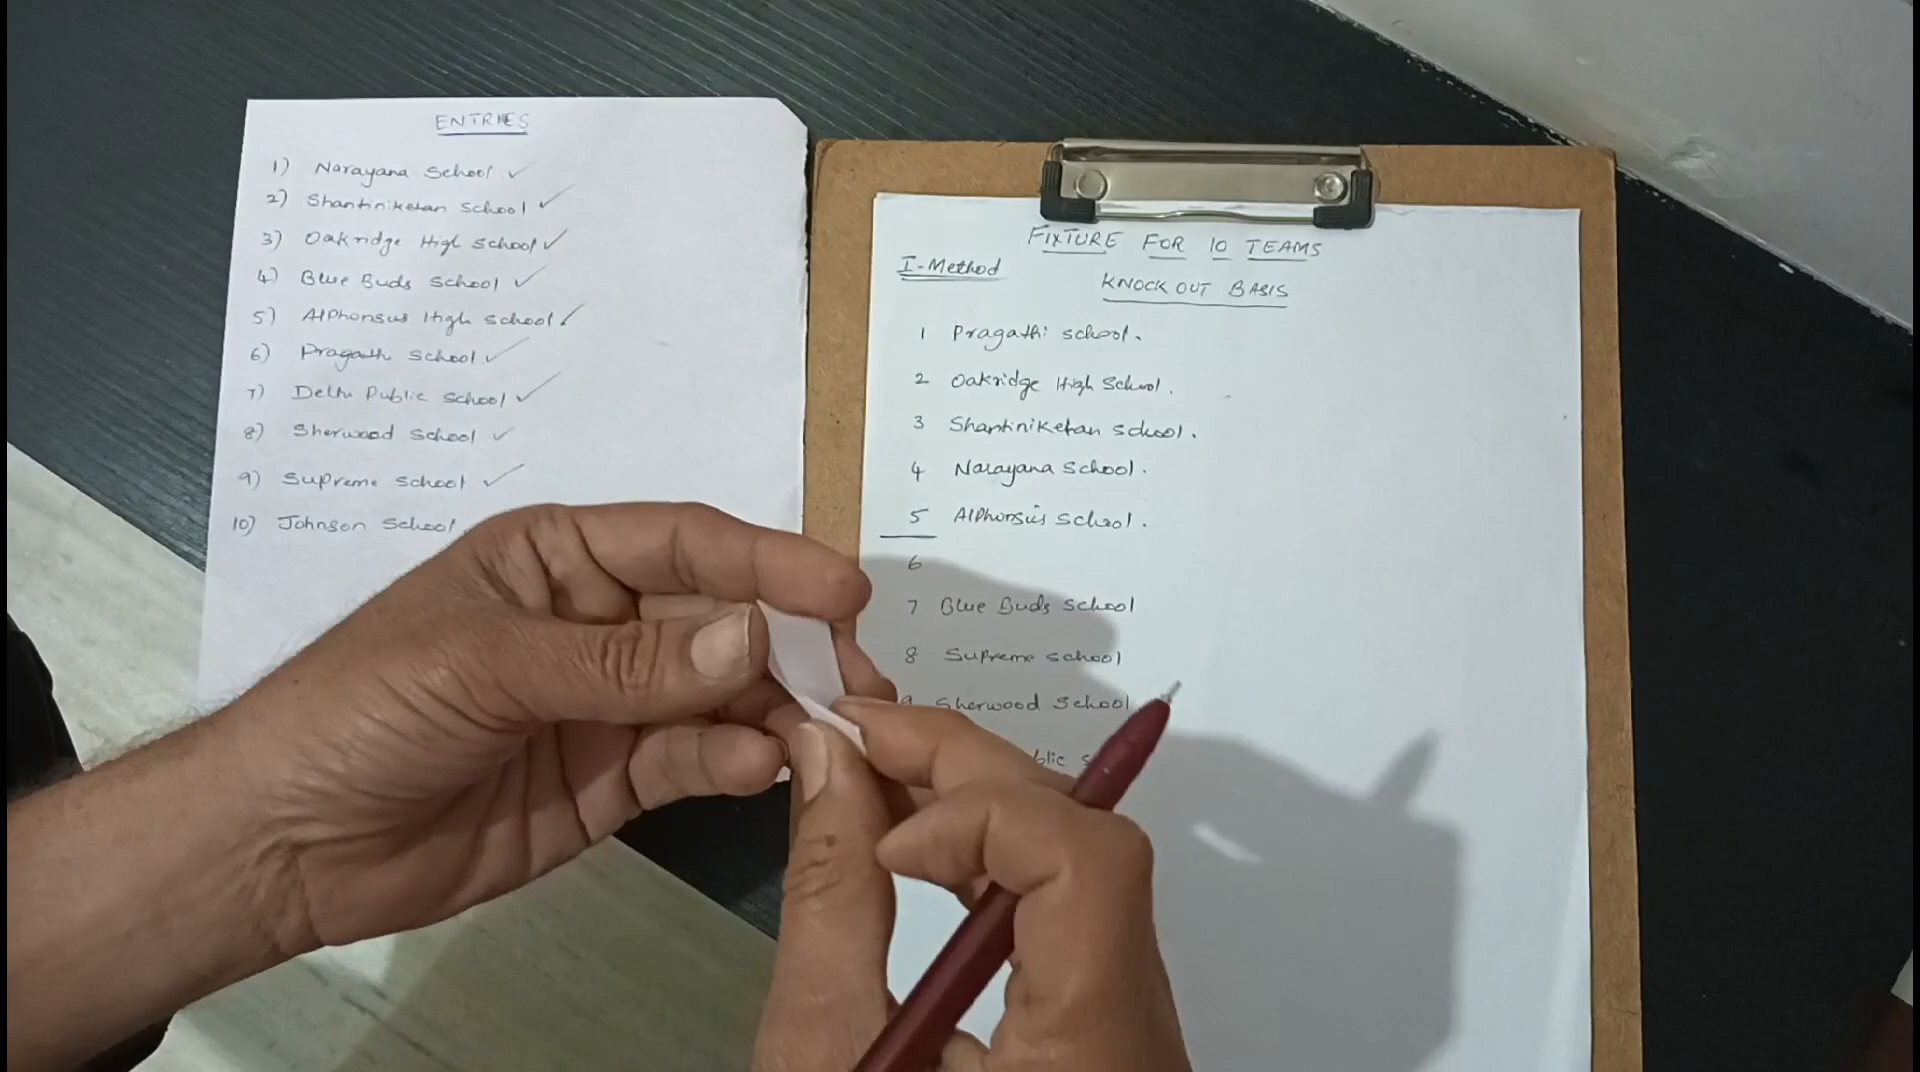 ENTRIES
1) Narayana School ✓
2) Shantiniketan School ✓
3) Oakridge High School ✓
4) Blue Buds School ✓
5) Alphonsus High School ✓
6) Pragathi School ✓
7) Delhi Public School ✓
8) Sherwood School ✓
9) Supreme School ✓
10) Johnson School
FIXTURE FOR 10 TEAMS
I-Method
KNOCK OUT BASIS
1 Pragathi School.
2 Oakridge High School.
3 Shantiniketan School.
4 Narayana School.
5 Alphonsus School.
6
7 Blue Buds School
8 Supreme School
9 Sherwood School